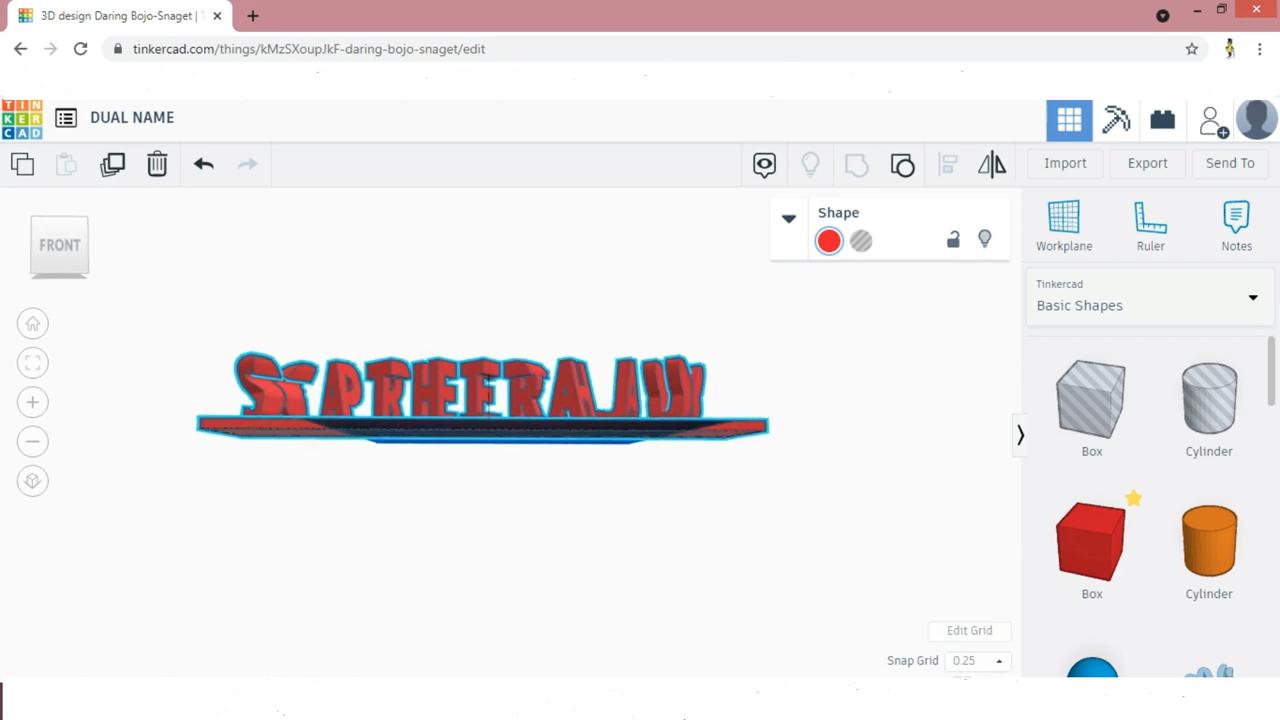 3D design Daring Bojo-Snaget | T
tinkercad.com/things/kMzSXoupJkF-daring-bojo-snaget/edit
TIN
KER
CAD
DUAL NAME
Import
Export
Send To
Shape
FRONT
Workplane
Ruler
Notes
Tinkercad
Basic Shapes
Box
Cylinder
Box
Cylinder
Edit Grid
Snap Grid
0.25